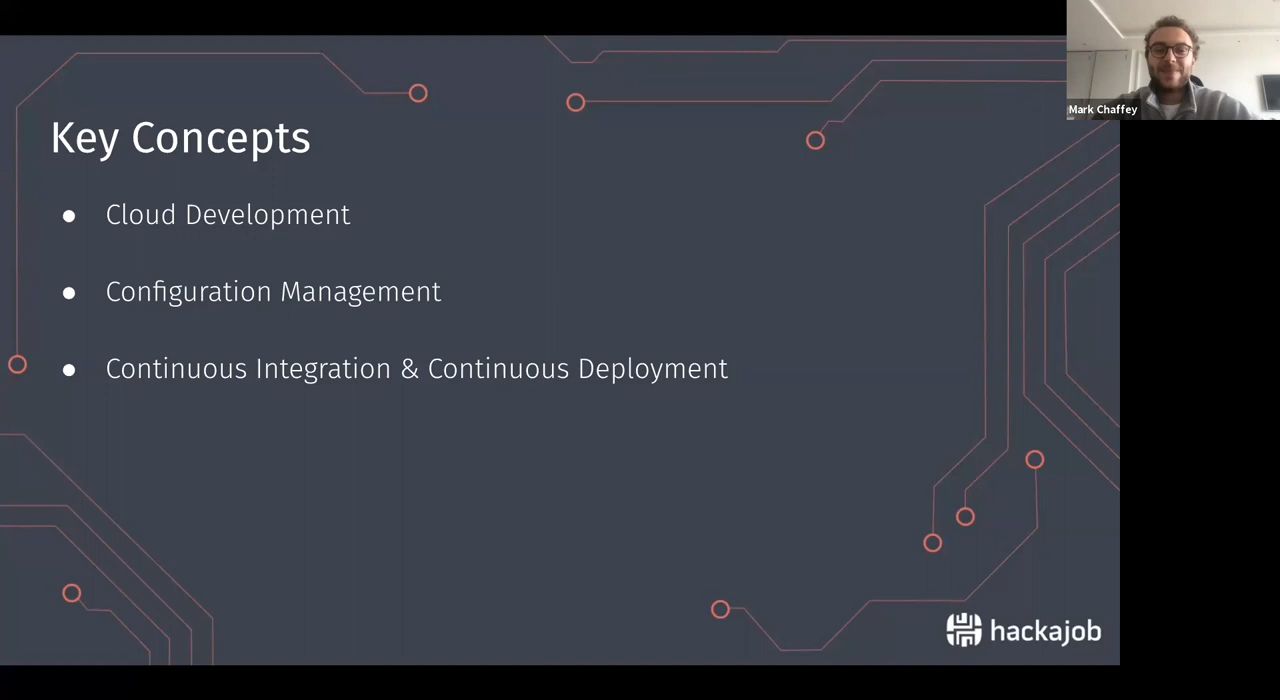 Mark Chaffey
Key Concepts
● Cloud Development
● Configuration Management
● Continuous Integration & Continuous Deployment
hackajob